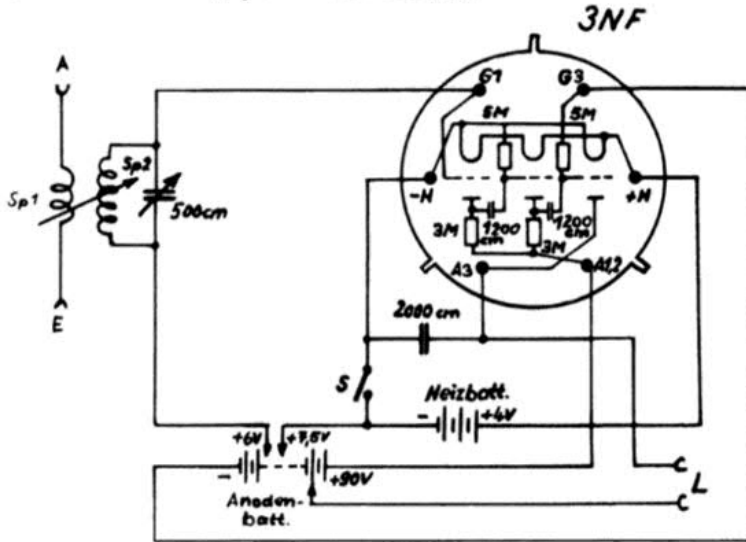 3NF
A
G1
G3
5M
5M
Sp2
Sp1
-H
+H
500cm
3M
1200
cm
3M
1200
cm
A3
A1,2
E
2000 cm
S
Heizbatt.
-
+4V
+6V
+7,5V
-
+90V
Anoden-
batt.
L